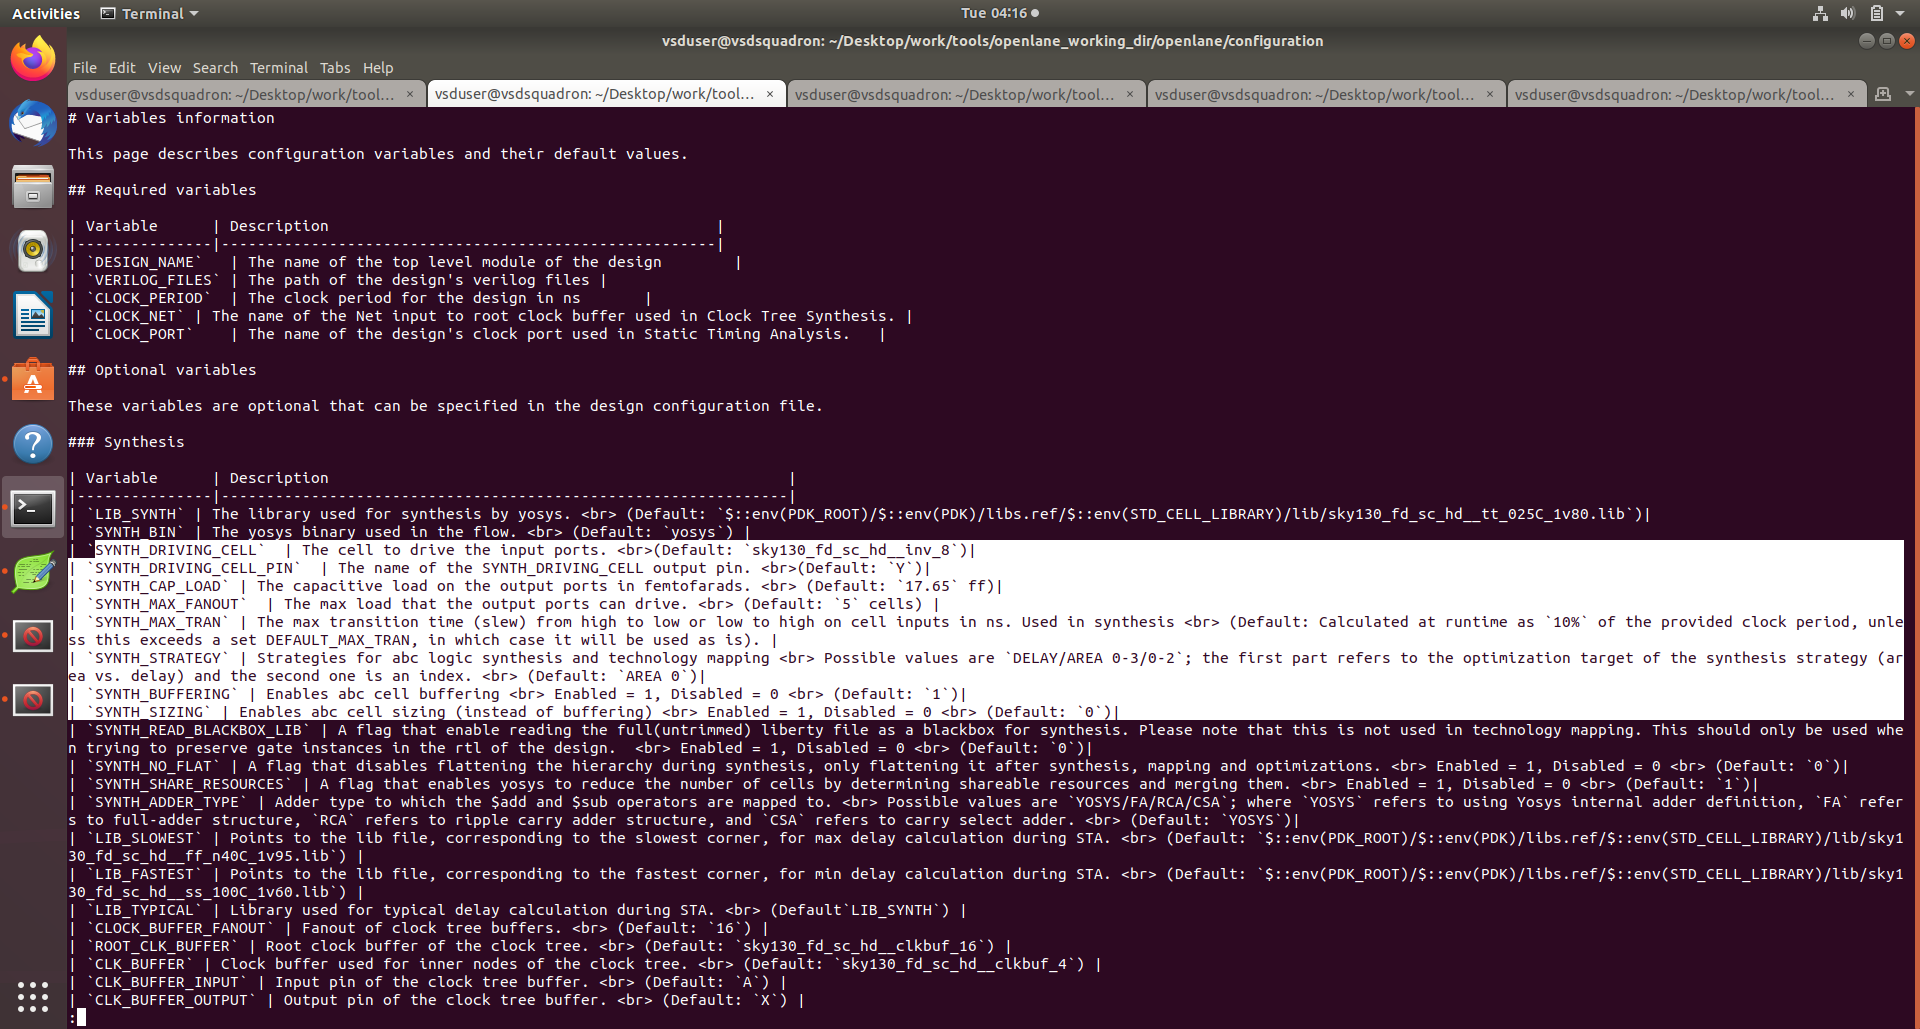 Activities
Terminal
Tue 04:16
vsduser@vsdsquadron: ~/Desktop/work/tools/openlane_working_dir/openlane/configuration
File Edit View Search Terminal Tabs Help
vsduser@vsdsquadron: ~/Desktop/work/tool...
vsduser@vsdsquadron: ~/Desktop/work/tool...
vsduser@vsdsquadron: ~/Desktop/work/tool...
vsduser@vsdsquadron: ~/Desktop/work/tool...
vsduser@vsdsquadron: ~/Desktop/work/tool...
# Variables information
This page describes configuration variables and their default values.
## Required variables
| Variable      | Description                                           |
|---------------|-------------------------------------------------------|
| `DESIGN_NAME`   | The name of the top level module of the design        |
| `VERILOG_FILES` | The path of the design's verilog files |
| `CLOCK_PERIOD`  | The clock period for the design in ns       |
| `CLOCK_NET` | The name of the Net input to root clock buffer used in Clock Tree Synthesis. |
| `CLOCK_PORT`    | The name of the design's clock port used in Static Timing Analysis.   |
## Optional variables
These variables are optional that can be specified in the design configuration file.
### Synthesis
| Variable      | Description                                                   |
|---------------|---------------------------------------------------------------|
| `LIB_SYNTH` | The library used for synthesis by yosys. <br> (Default: `$::env(PDK_ROOT)/$::env(PDK)/libs.ref/$::env(STD_CELL_LIBRARY)/lib/sky130_fd_sc_hd__tt_025C_1v80.lib`)|
| `SYNTH_BIN` | The yosys binary used in the flow. <br> (Default: `yosys`) |
| `SYNTH_DRIVING_CELL`  | The cell to drive the input ports. <br>(Default: `sky130_fd_sc_hd__inv_8`)|
| `SYNTH_DRIVING_CELL_PIN`  | The name of the SYNTH_DRIVING_CELL output pin. <br>(Default: `Y`)|
| `SYNTH_CAP_LOAD` | The capacitive load on the output ports in femtofarads. <br> (Default: `17.65` ff)|
| `SYNTH_MAX_FANOUT`  | The max load that the output ports can drive. <br> (Default: `5` cells) |
| `SYNTH_MAX_TRAN` | The max transition time (slew) from high to low or low to high on cell inputs in ns. Used in synthesis <br> (Default: Calculated at runtime as `10%` of the provided clock period, unle
ss this exceeds a set DEFAULT_MAX_TRAN, in which case it will be used as is). |
| `SYNTH_STRATEGY` | Strategies for abc logic synthesis and technology mapping <br> Possible values are `DELAY/AREA 0-3/0-2`; the first part refers to the optimization target of the synthesis strategy (ar
ea vs. delay) and the second one is an index. <br> (Default: `AREA 0`)|
| `SYNTH_BUFFERING` | Enables abc cell buffering <br> Enabled = 1, Disabled = 0 <br> (Default: `1`)|
| `SYNTH_SIZING` | Enables abc cell sizing (instead of buffering) <br> Enabled = 1, Disabled = 0 <br> (Default: `0`)|
| `SYNTH_READ_BLACKBOX_LIB` | A flag that enable reading the full(untrimmed) liberty file as a blackbox for synthesis. Please note that this is not used in technology mapping. This should only be used whe
n trying to preserve gate instances in the rtl of the design.  <br> Enabled = 1, Disabled = 0 <br> (Default: `0`)|
| `SYNTH_NO_FLAT` | A flag that disables flattening the hierarchy during synthesis, only flattening it after synthesis, mapping and optimizations. <br> Enabled = 1, Disabled = 0 <br> (Default: `0`)|
| `SYNTH_SHARE_RESOURCES` | A flag that enables yosys to reduce the number of cells by determining shareable resources and merging them. <br> Enabled = 1, Disabled = 0 <br> (Default: `1`)|
| `SYNTH_ADDER_TYPE` | Adder type to which the $add and $sub operators are mapped to. <br> Possible values are `YOSYS/FA/RCA/CSA`; where `YOSYS` refers to using Yosys internal adder definition, `FA` refer
s to full-adder structure, `RCA` refers to ripple carry adder structure, and `CSA` refers to carry select adder. <br> (Default: `YOSYS`)|
| `LIB_SLOWEST` | Points to the lib file, corresponding to the slowest corner, for max delay calculation during STA. <br> (Default: `$::env(PDK_ROOT)/$::env(PDK)/libs.ref/$::env(STD_CELL_LIBRARY)/lib/sky1
30_fd_sc_hd__ff_n40C_1v95.lib`) |
| `LIB_FASTEST` | Points to the lib file, corresponding to the fastest corner, for min delay calculation during STA. <br> (Default: `$::env(PDK_ROOT)/$::env(PDK)/libs.ref/$::env(STD_CELL_LIBRARY)/lib/sky1
30_fd_sc_hd__ss_100C_1v60.lib`) |
| `LIB_TYPICAL` | Library used for typical delay calculation during STA. <br> (Default`LIB_SYNTH`) |
| `CLOCK_BUFFER_FANOUT` | Fanout of clock tree buffers. <br> (Default: `16`) |
| `ROOT_CLK_BUFFER` | Root clock buffer of the clock tree. <br> (Default: `sky130_fd_sc_hd__clkbuf_16`) |
| `CLK_BUFFER` | Clock buffer used for inner nodes of the clock tree. <br> (Default: `sky130_fd_sc_hd__clkbuf_4`) |
| `CLK_BUFFER_INPUT` | Input pin of the clock tree buffer. <br> (Default: `A`) |
| `CLK_BUFFER_OUTPUT` | Output pin of the clock tree buffer. <br> (Default: `X`) |
: